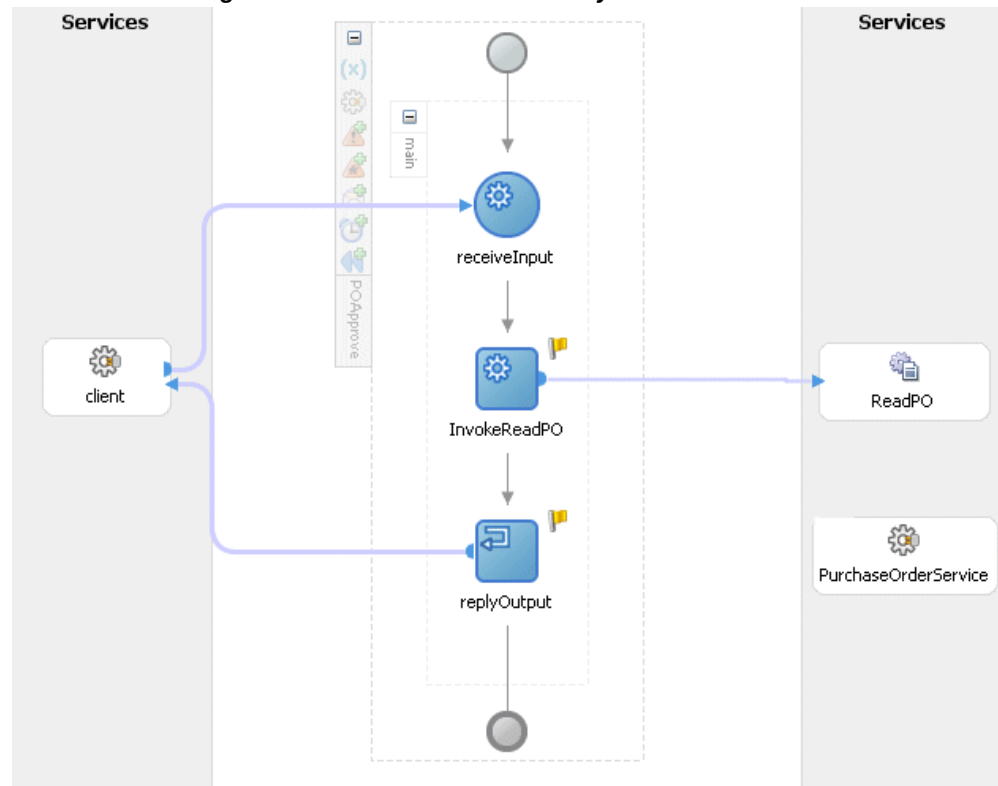 Services
Services
(x)
main
receiveInput
POApprove
client
InvokeReadPO
ReadPO
PurchaseOrderService
replyOutput